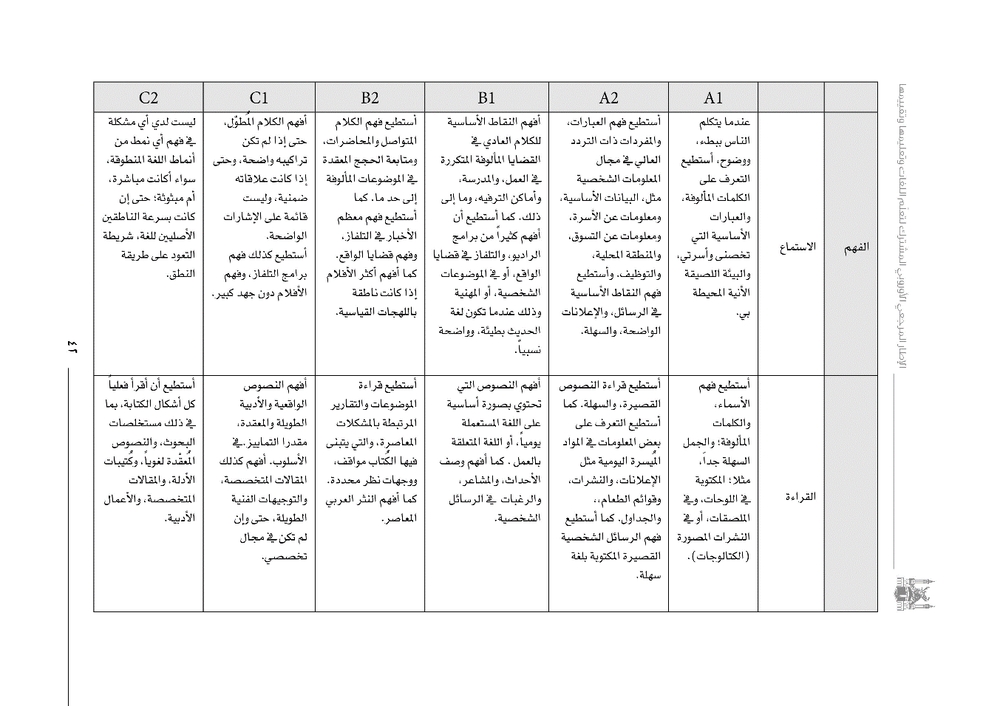 الإطار المرجعي الأوروبي المشترك لتعلّم اللغات وتعليمها وتقييمها
A1
A2
B1
B2
C1
C2
الفهم
الاستماع
عندما يتكلم
الناس ببطء،
ووضوح، أستطيع
التعرف على
الكلمات المألوفة،
والعبارات
الأساسية التي
تخصنى وأسرتي،
والبيئة اللصيقة
الأنية المحيطة
بي.
أستطيع فهم العبارات،
والمفردات ذات التردد
العالي في مجال
المعلومات الشخصية
مثل، البيانات الأساسية،
ومعلومات عن الأسرة،
ومعلومات عن التسوق،
والمنطقة المحلية،
والتوظيف. وأستطيع
فهم النقاط الأساسية
في الرسائل، والإعلانات
الواضحة، والسهلة.
أفهم النقاط الأساسية
للكلام العادي في
القضايا المألوفة المتكررة
في العمل، والمدرسة،
وأماكن الترفيه، وما إلى
ذلك. كما أستطيع أن
أفهم كثيراً من برامج
الراديو، والتلفاز في قضايا
الواقع، أو في الموضوعات
الشخصية، أو المهنية
وذلك عندما تكون لغة
الحديث بطيئة، وواضحة
نسبياً.
أستطيع فهم الكلام
المتواصل والمحاضرات،
ومتابعة الحجج المعقدة
في الموضوعات المألوفة
إلى حد ما. كما
أستطيع فهم معظم
الأخبار في التلفاز،
وفهم قضايا الواقع.
كما أفهم أكثر الأفلام
إذا كانت ناطقة
باللهجات القياسية.
أفهم الكلام المُطوّل،
حتى إذا لم تكن
تراكيبه واضحة، وحتى
إذا كانت علاقاته
ضمنية، وليست
قائمة على الإشارات
الواضحة.
أستطيع كذلك فهم
برامج التلفاز، وفهم
الأفلام دون جهد كبير.
ليست لدي أي مشكلة
في فهم أي نمط من
أنماط اللغة المنطوقة،
سواء أكانت مباشرة،
أم مبثوثة؛ حتى إن
كانت بسرعة الناطقين
الأصليين للغة، شريطة
التعود على طريقة
النطق.
القراءة
أستطيع فهم
الأسماء،
والكلمات
المألوفة؛ والجمل
السهلة جداَ،
مثلا؛ المكتوبة
في اللوحات، وفي
الملصقات، أو في
النشرات المصورة
(الكتالوجات).
أستطيع قراءة النصوص
القصيرة، والسهلة. كما
أستطيع التعرف على
بعض المعلومات في المواد
المُيسرة اليومية مثل
الإعلانات، والنشرات،
وقوائم الطعام،،
والجداول. كما أستطيع
فهم الرسائل الشخصية
القصيرة المكتوبة بلغة
سهلة.
أفهم النصوص التي
تحتوي بصورة أساسية
على اللغة المستعملة
يومياً، أو اللغة المتعلقة
بالعمل . كما أفهم وصف
الأحداث، والمشاعر،
والرغبات في الرسائل
الشخصية.
أستطيع قراءة
الموضوعات والتقارير
المرتبطة بالمشكلات
المعاصرة، والتي يتبنى
فيها الكُتاب مواقف،
ووجهات نظر محددة.
كما أفهم النثر العربي
المعاصر.
أفهم النصوص
الواقعية والأدبية
الطويلة والمعقدة،
مقدرا التمايز.في
الأسلوب. أفهم كذلك
المقالات المتخصصة،
والتوجيهات الفنية
الطويلة، حتى وإن
لم تكن في مجال
تخصصي.
أستطيع أن أقرأ فعلياً
كل أشكال الكتابة، بما
في ذلك مستخلصات
البحوث، والنصوص
المُعقّدة لغوياً، وكُتيبات
الأدلة، والمقالات
المتخصصة، والأعمال
الأدبية.
٤٢